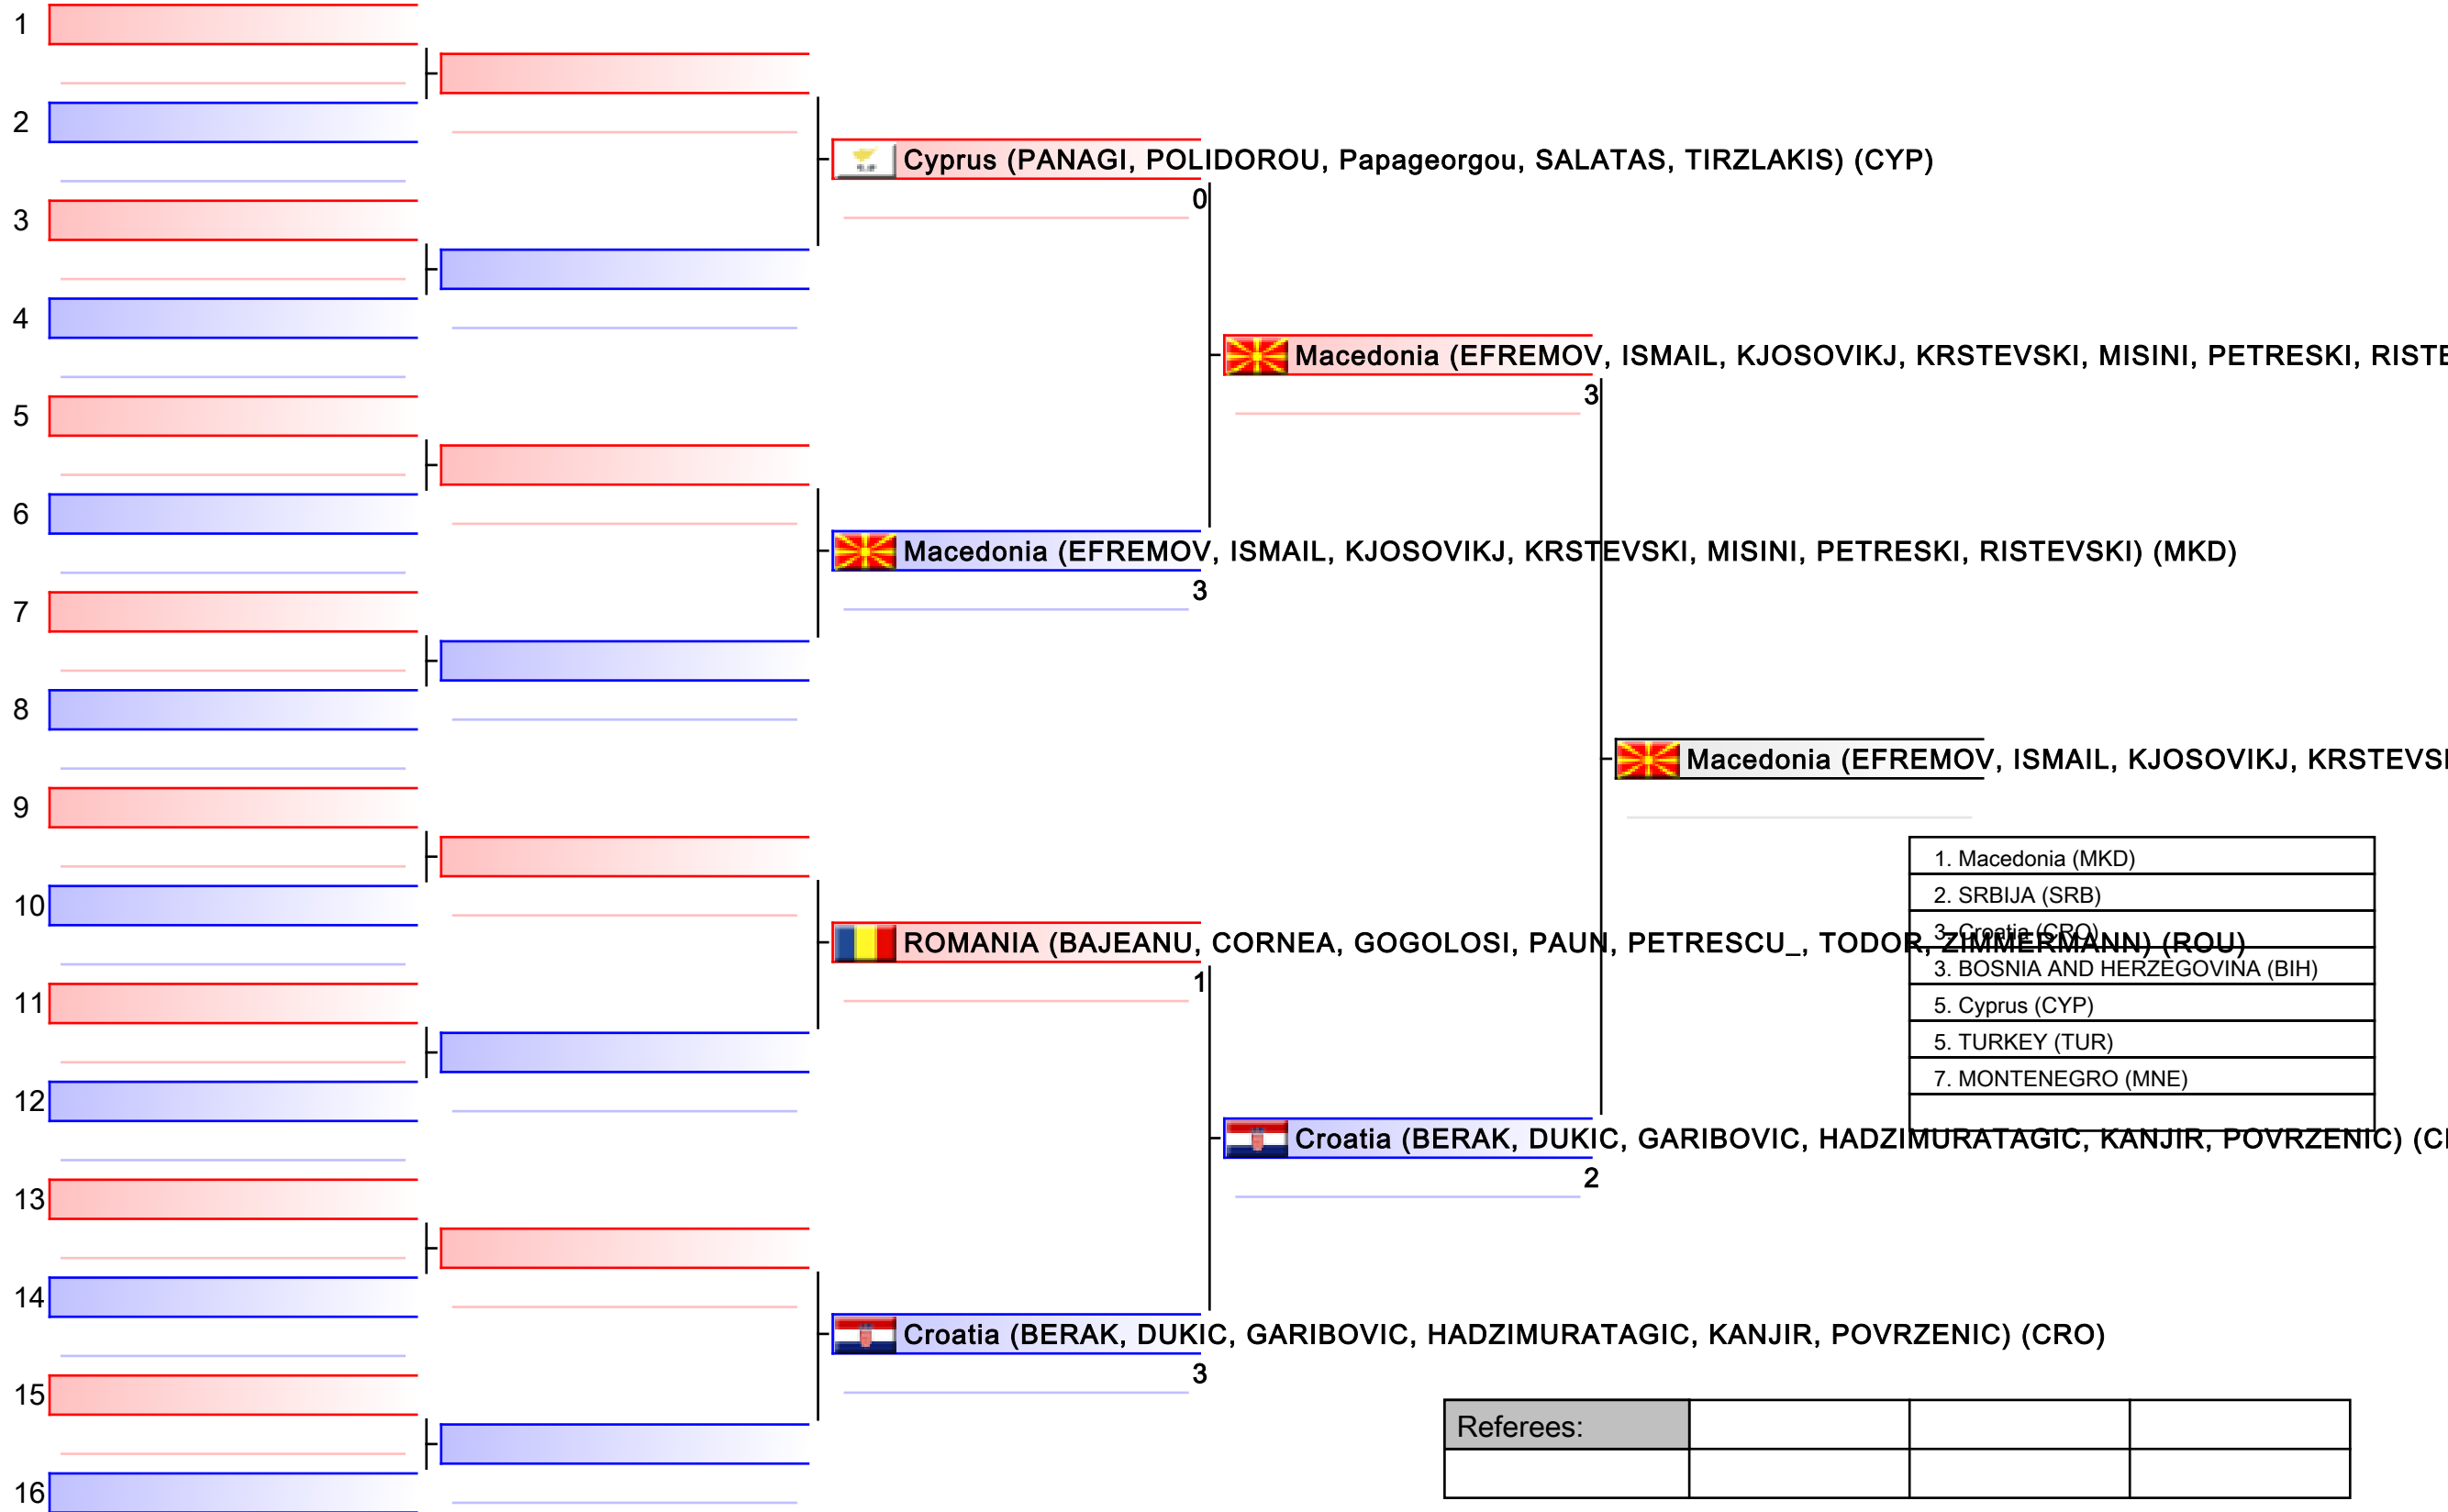 1
2
Cyprus (PANAGI, POLIDOROU, Papageorgou, SALATAS, TIRZLAKIS) (CYP)
0
3
4
Macedonia (EFREMOV, ISMAIL, KJOSOVIKJ, KRSTEVSKI, MISINI, PETRESKI, RISTE
3
5
6
Macedonia (EFREMOV, ISMAIL, KJOSOVIKJ, KRSTEVSKI, MISINI, PETRESKI, RISTEVSKI) (MKD)
3
7
8
Macedonia (EFREMOV, ISMAIL, KJOSOVIKJ, KRSTEVS
9
1. Macedonia (MKD)
2. SRBIJA (SRB)
3. Croatia (CRO)
3. BOSNIA AND HERZEGOVINA (BIH)
5. Cyprus (CYP)
5. TURKEY (TUR)
7. MONTENEGRO (MNE)
10
ROMANIA (BAJEANU, CORNEA, GOGOLOSI, PAUN, PETRESCU_, TODOR, ZIMMERMANN) (ROU)
1
11
12
Croatia (BERAK, DUKIC, GARIBOVIC, HADZIMURATAGIC, KANJIR, POVRZENIC) (C
2
13
14
Croatia (BERAK, DUKIC, GARIBOVIC, HADZIMURATAGIC, KANJIR, POVRZENIC) (CRO)
3
15
Referees:
16